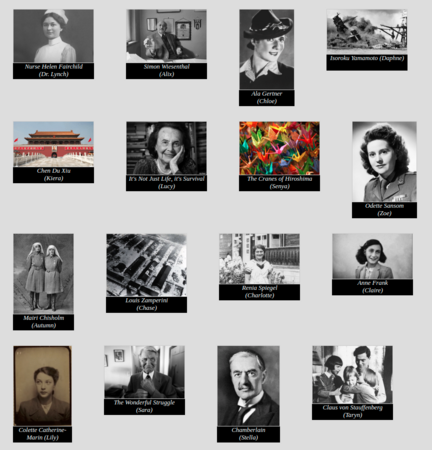 Nurse Helen Fairchild
(Dr. Lynch)
Simon Wiesenthal
(Alix)
Ala Gertner
(Chloe)
Isoroku Yamamoto (Daphne)
Chen Du Xiu
(Kiera)
It's Not Just Life, it's Survival
(Lucy)
The Cranes of Hiroshima
(Senya)
Odette Sansom
(Zoe)
Mairi Chisholm
(Autumn)
Louis Zamperini
(Chase)
Renia Spiegel
(Charlotte)
Anne Frank
(Claire)
Colette Catherine-
Marin (Lily)
The Wonderful Struggle
(Sara)
Chamberlain
(Stella)
Claus von Stauffenberg
(Taryn)